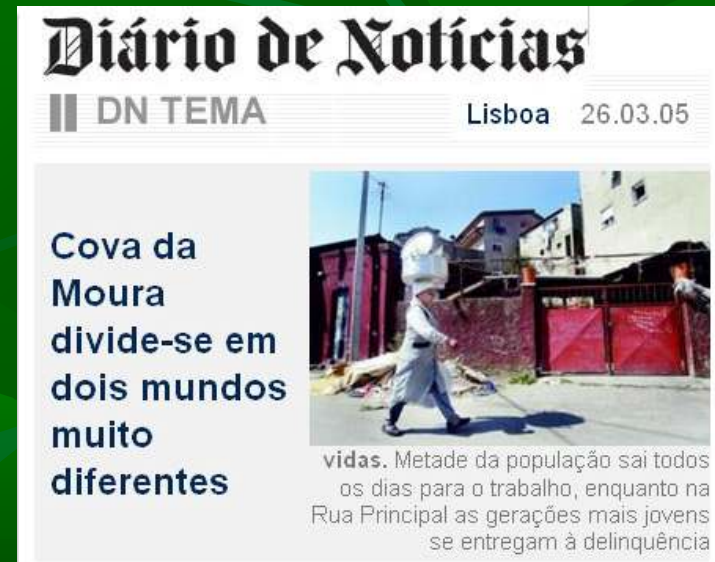 Diário de Notícias
DN TEMA
Lisboa 26.03.05
Cova da
Moura
divide-se em
dois mundos
muito
diferentes
vidas. Metade da população sai todos
os dias para o trabalho, enquanto na
Rua Principal as gerações mais jovens
se entregam à delinquência